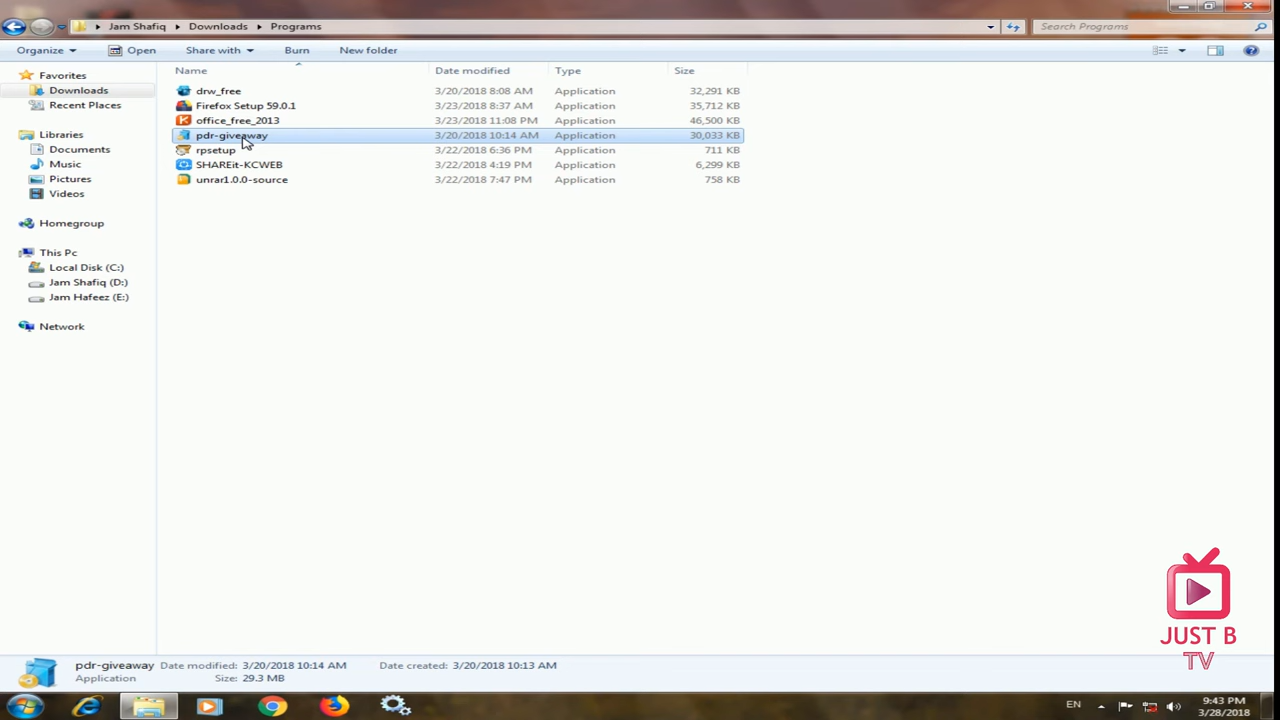 Jam Shafiq Downloads Programs Search Programs
Organize Open Share with Burn New folder
Name Date modified Type Size
Favorites
Downloads
Recent Places
Libraries
Documents
Music
Pictures
Videos
Homegroup
This Pc
Local Disk (C:)
Jam Shafiq (D:)
Jam Hafeez (E:)
Network
drw_free 3/20/2018 8:08 AM Application 32,291 KB
Firefox Setup 59.0.1 3/23/2018 8:37 AM Application 35,712 KB
office_free_2013 3/23/2018 11:08 PM Application 46,500 KB
pdr-giveaway 3/20/2018 10:14 AM Application 30,033 KB
rpsetup 3/22/2018 6:36 PM Application 711 KB
SHAREit-KCWEB 3/22/2018 4:19 PM Application 6,299 KB
unrar1.0.0-source 3/22/2018 7:47 PM Application 758 KB
JUST B
TV
pdr-giveaway Date modified: 3/20/2018 10:14 AM Date created: 3/20/2018 10:13 AM
Application Size: 29.3 MB
EN 9:43 PM
3/28/2018